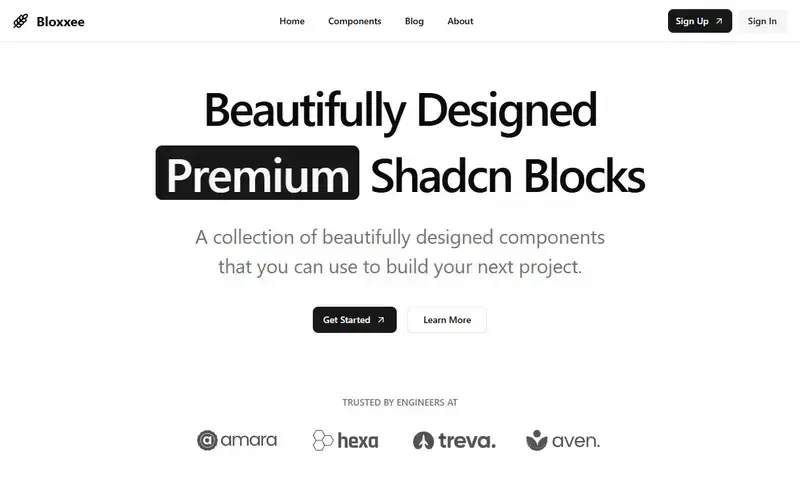 Bloxxee
Home Components Blog About
Sign Up Sign In
Beautifully Designed
Premium Shadcn Blocks
A collection of beautifully designed components
that you can use to build your next project.
Get Started Learn More
TRUSTED BY ENGINEERS AT
amara hexa treva. aven.